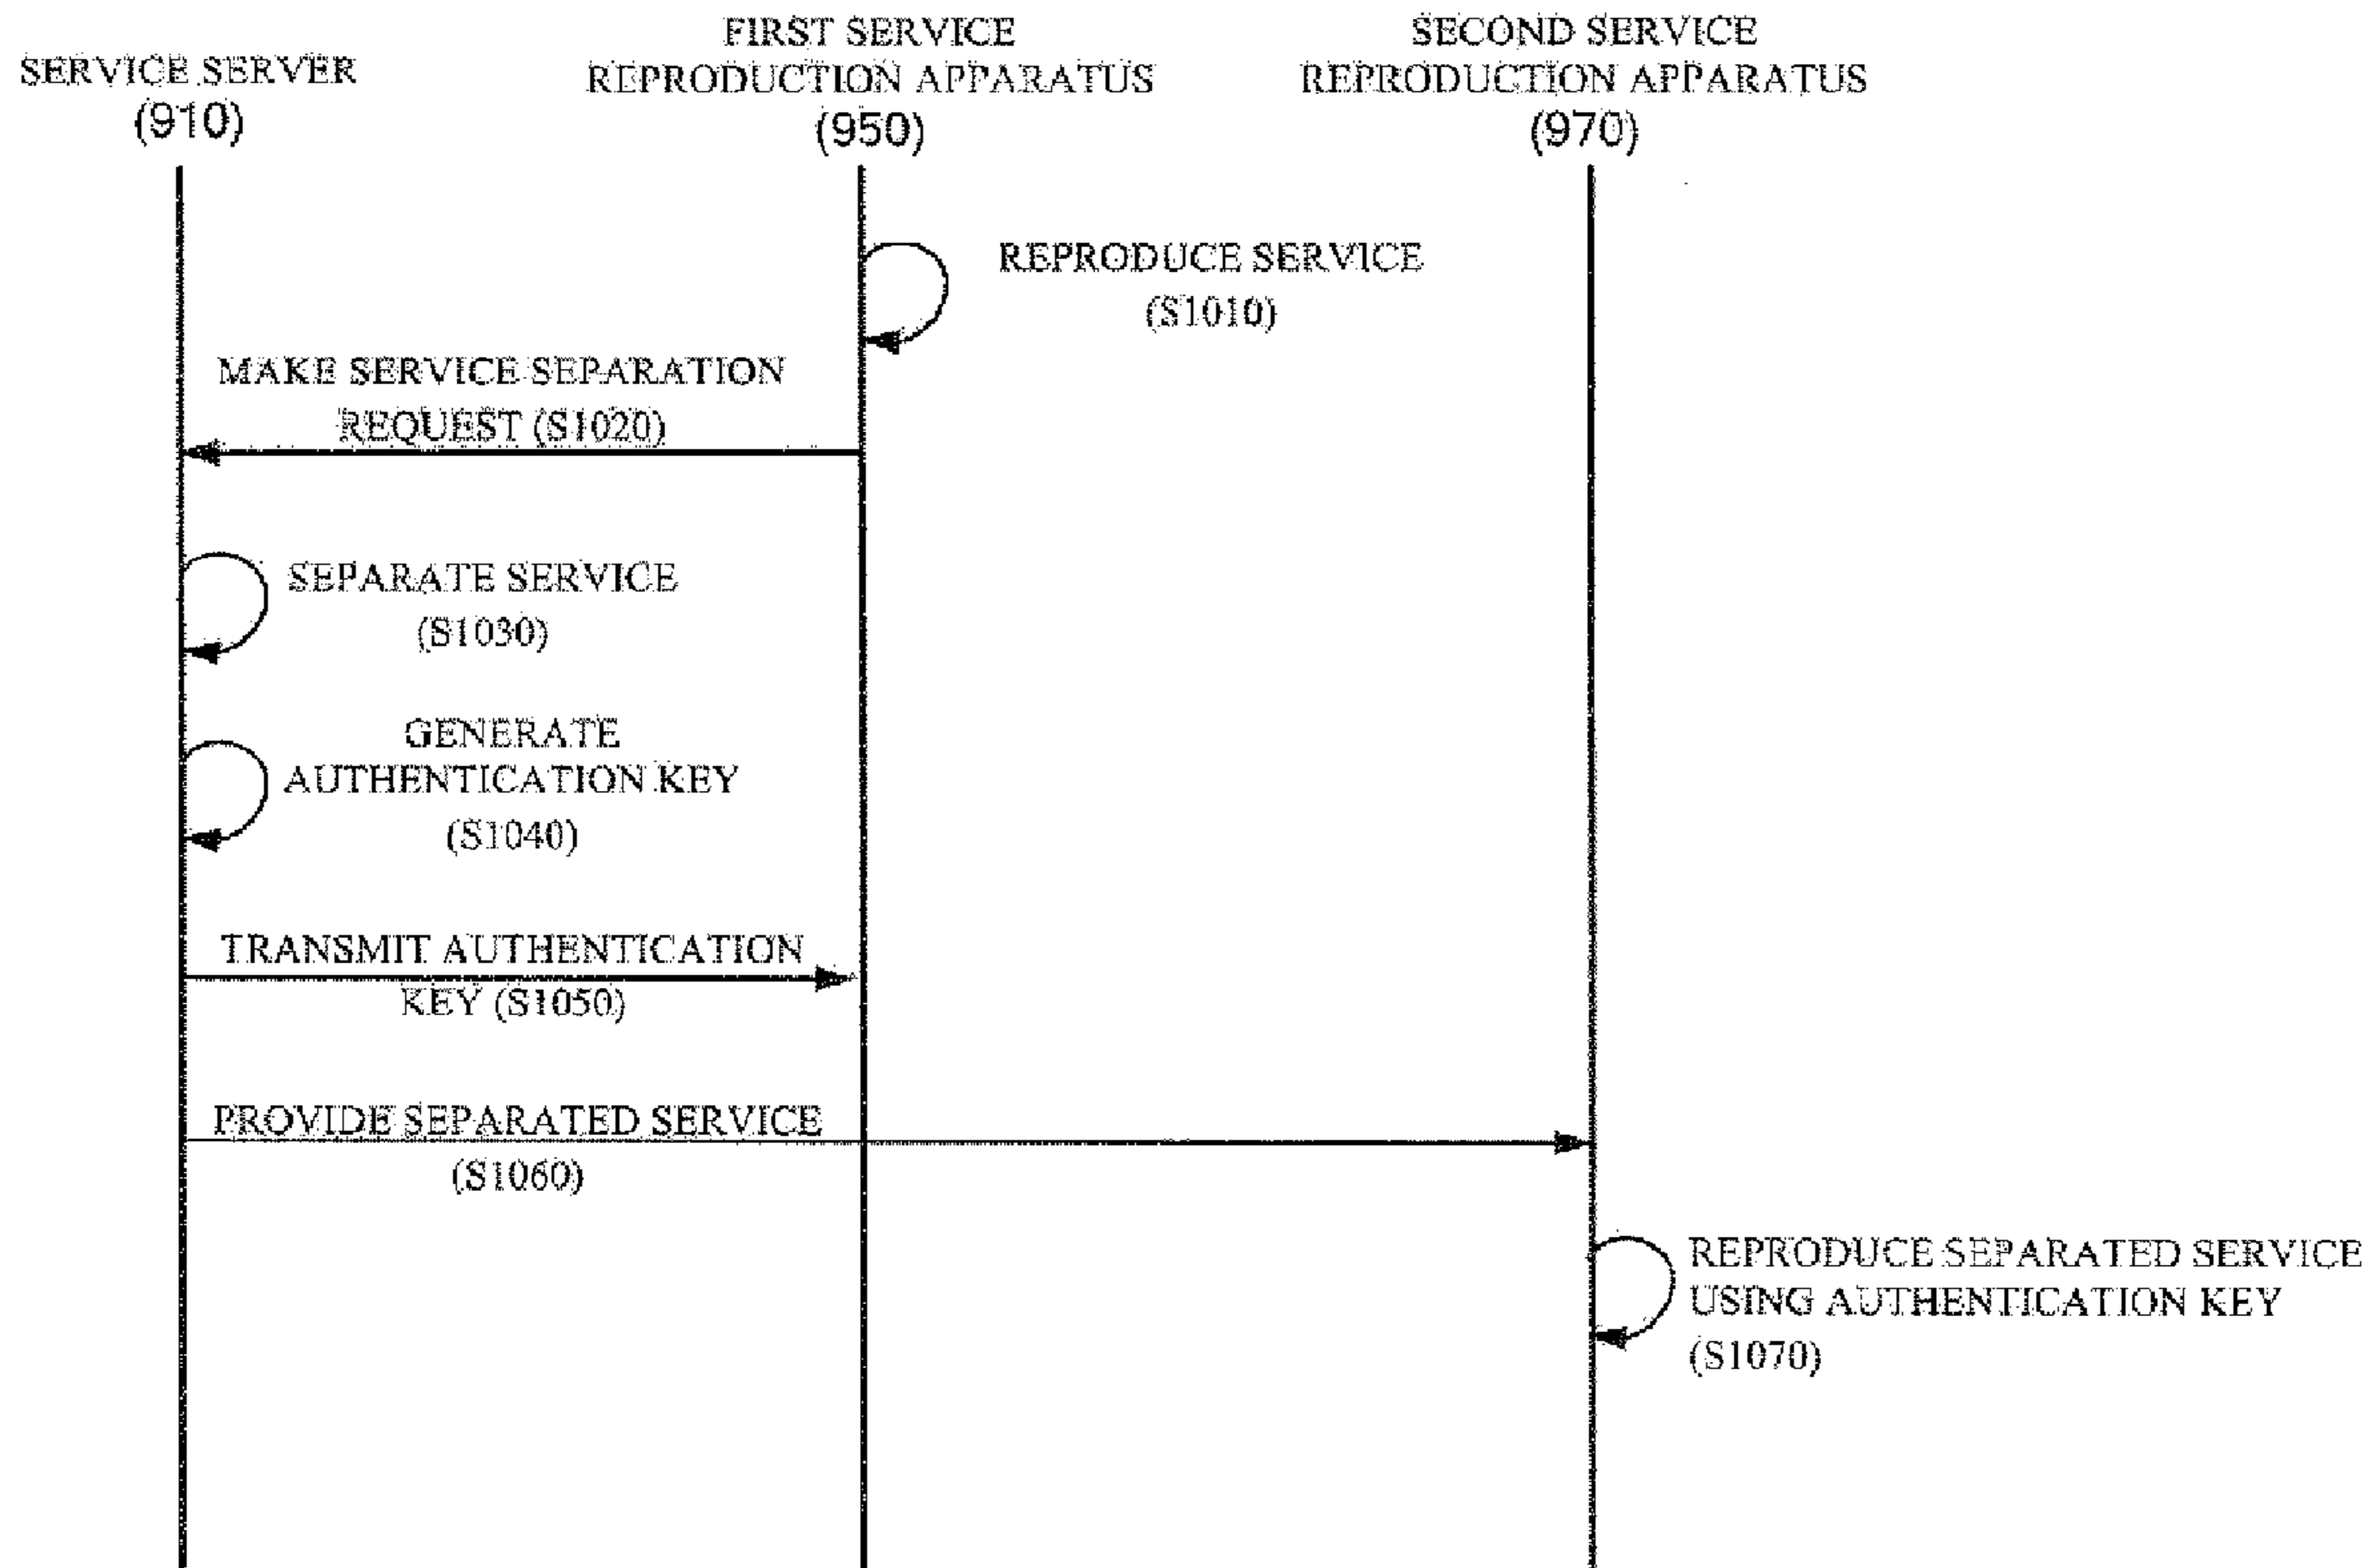 SERVICE SERVER
(910)
FIRST SERVICE
REPRODUCTION APPARATUS
(950)
SECOND SERVICE
REPRODUCTION APPARATUS
(970)
REPRODUCE SERVICE
(S1010)
MAKE SERVICE SEPARATION
REQUEST (S1020)
SEPARATE SERVICE
(S1030)
GENERATE
AUTHENTICATION KEY
(S1040)
TRANSMIT AUTHENTICATION
KEY (S1050)
PROVIDE SEPARATED SERVICE
(S1060)
REPRODUCE SEPARATED SERVICE
USING AUTHENTICATION KEY
(S1070)